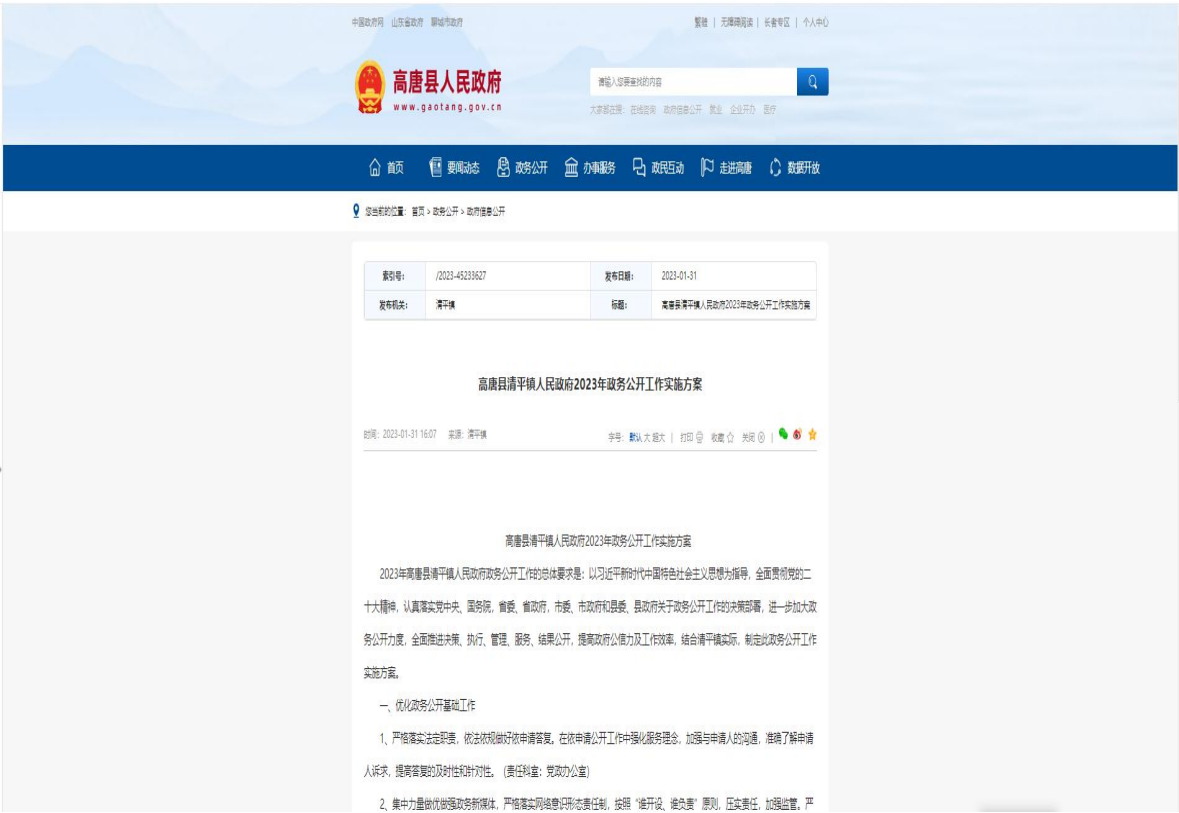 中国政府网 山东省政府 聊城市政府
繁體 | 无障碍阅读 | 长者专区 | 个人中心
高唐县人民政府
www.gaotang.gov.cn
请输入您要查找的内容
大家都在搜: 在线咨询 政府信息公开 就业 企业开办 医疗
首页 要闻动态 政务公开 办事服务 政民互动 走进高唐 数据开放
您当前的位置: 首页 > 政务公开 > 政府信息公开
索引号: /2023-45233627 发布日期: 2023-01-31
发布机关: 清平镇 标题: 高唐县清平镇人民政府2023年政务公开工作实施方案
高唐县清平镇人民政府2023年政务公开工作实施方案
时间: 2023-01-31 16:07 来源: 清平镇
字号: 默认 大 超大 | 打印 收藏 关闭 |
高唐县清平镇人民政府2023年政务公开工作实施方案
2023年高唐县清平镇人民政府政务公开工作的总体要求是：以习近平新时代中国特色社会主义思想为指导，全面贯彻党的二
十大精神，认真落实党中央、国务院，省委、省政府，市委、市政府和县委、县政府关于政务公开工作的决策部署，进一步加大政
务公开力度，全面推进决策、执行、管理、服务、结果公开，提高政府公信力及工作效率，结合清平镇实际，制定此政务公开工作
实施方案。
一、优化政务公开基础工作
1、严格落实法定职责，依法依规做好依申请答复。在依申请公开工作中强化服务理念，加强与申请人的沟通，准确了解申请
人诉求，提高答复的及时性和针对性。（责任科室：党政办公室）
2、集中力量做优做强政务新媒体，严格落实网络意识形态责任制，按照“谁开设、谁负责”原则，压实责任，加强监管。严